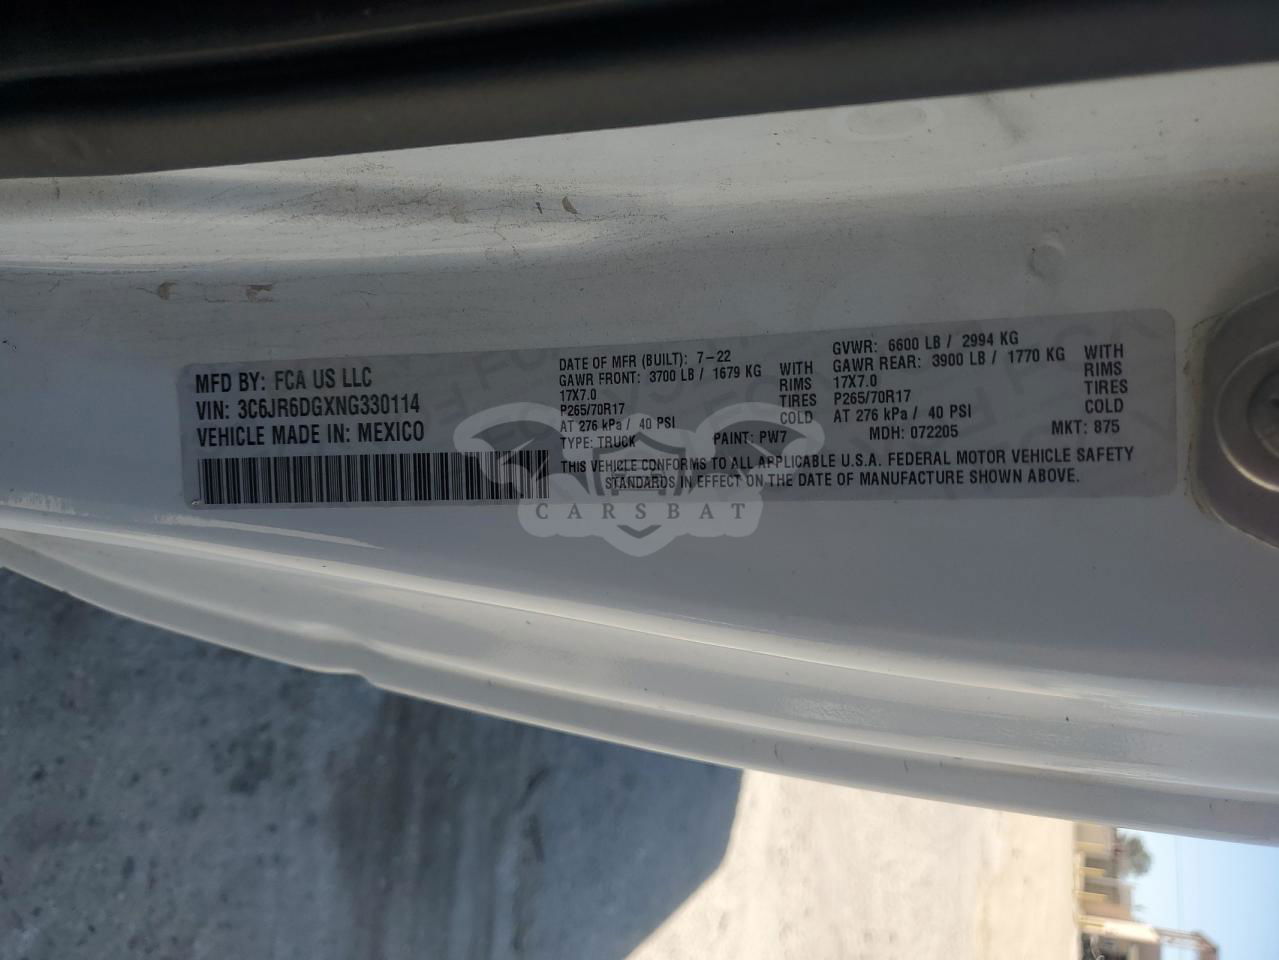 MFD BY: FCA US LLC
VIN: 3C6JR6DGXNG330114
VEHICLE MADE IN: MEXICO
DATE OF MFR (BUILT): 7-22
GAWR FRONT: 3700 LB / 1679 KG WITH
17X7.0 RIMS
P265/70R17 TIRES
AT 276 kPa / 40 PSI COLD
TYPE: TRUCK PAINT: PW7
GVWR: 6600 LB / 2994 KG
GAWR REAR: 3900 LB / 1770 KG WITH
17X7.0 RIMS
P265/70R17 TIRES
AT 276 kPa / 40 PSI COLD
MDH: 072205 MKT: 875
THIS VEHICLE CONFORMS TO ALL APPLICABLE U.S.A. FEDERAL MOTOR VEHICLE SAFETY
STANDARDS IN EFFECT ON THE DATE OF MANUFACTURE SHOWN ABOVE.
CARSBAT